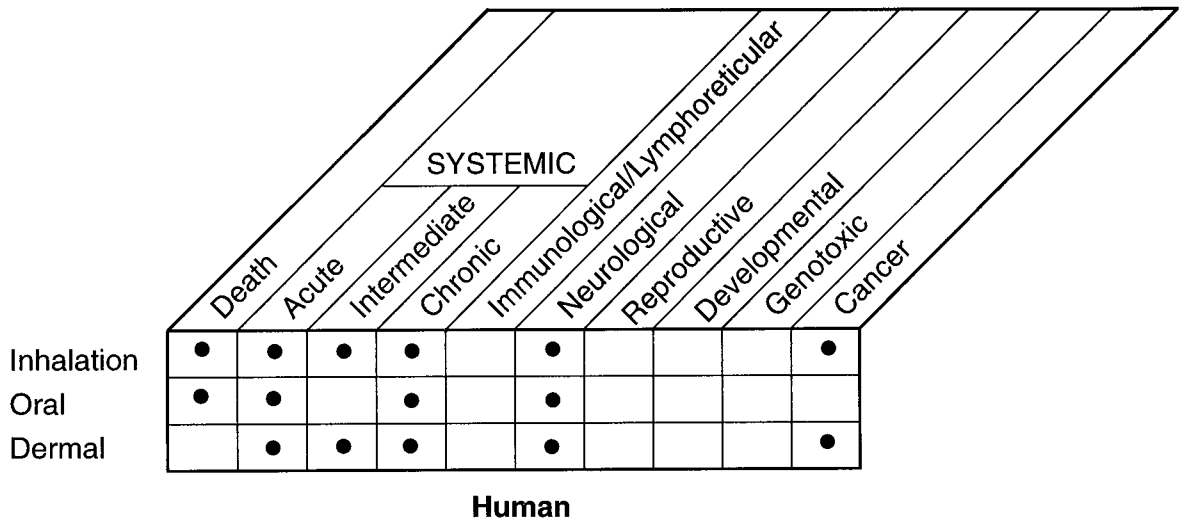 SYSTEMIC
Death
Acute
Intermediate
Chronic
Immunological/Lymphoreticular
Neurological
Reproductive
Developmental
Genotoxic
Cancer
Inhalation
Oral
Dermal
Human